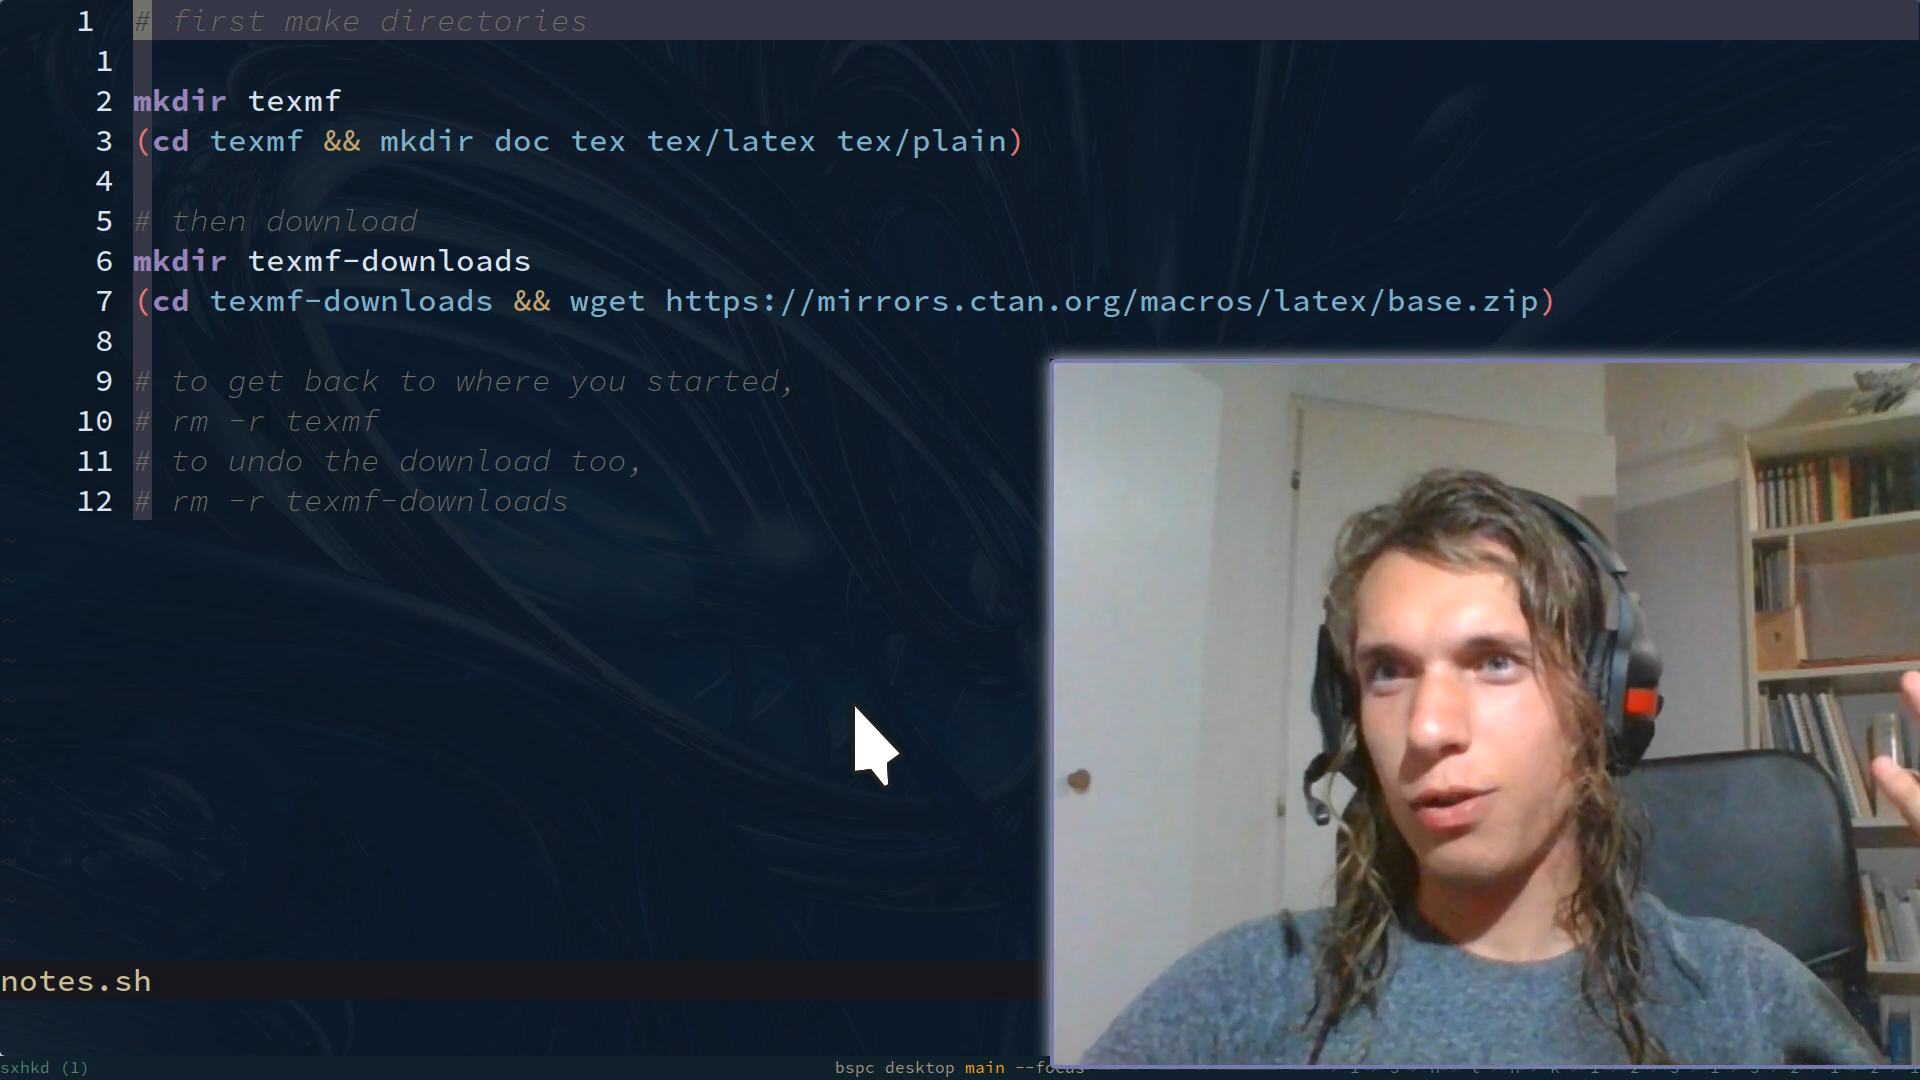 1 # first make directories
1
2 mkdir texmf
3 (cd texmf && mkdir doc tex tex/latex tex/plain)
4
5 # then download
6 mkdir texmf-downloads
7 (cd texmf-downloads && wget https://mirrors.ctan.org/macros/latex/base.zip)
8
9 # to get back to where you started,
10 # rm -r texmf
11 # to undo the download too,
12 # rm -r texmf-downloads
~
~
~
~
~
~
~
~
~
~
~
notes.sh
sxhkd (1) bspc desktop main --focus